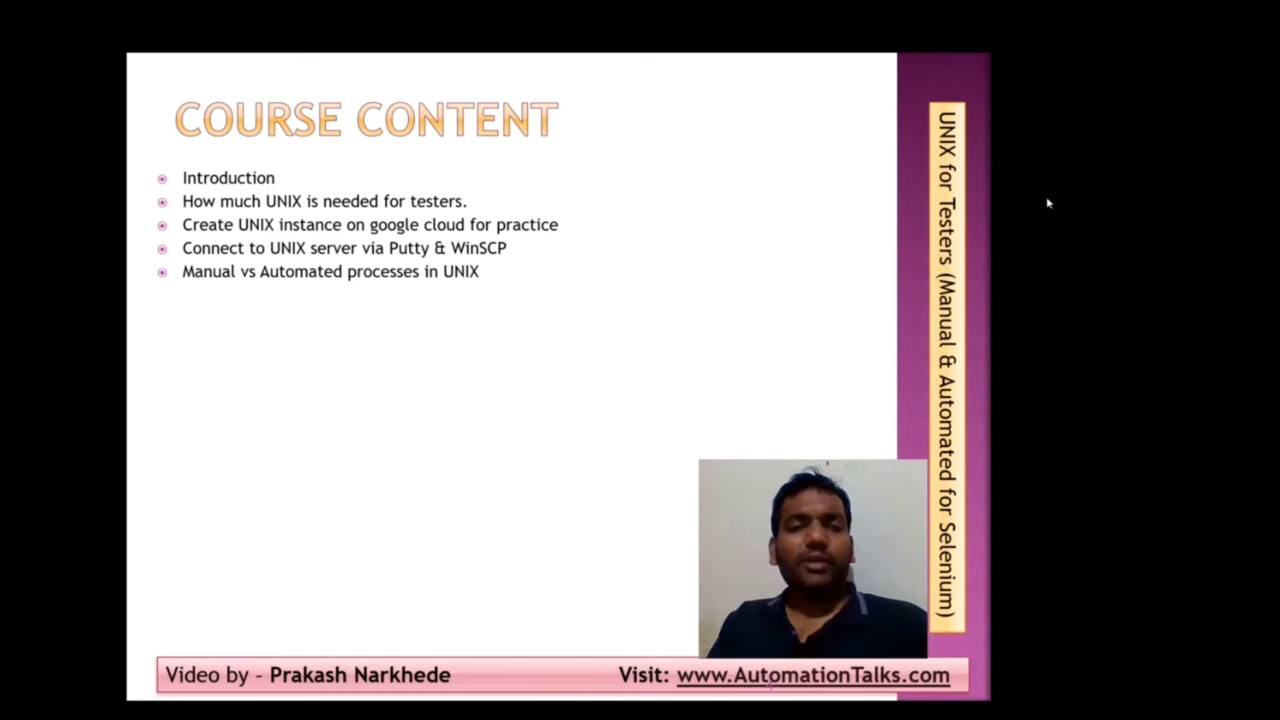 COURSE CONTENT
Introduction
How much UNIX is needed for testers.
Create UNIX instance on google cloud for practice
Connect to UNIX server via Putty & WinSCP
Manual vs Automated processes in UNIX
UNIX for Testers (Manual & Automated for Selenium)
Video by - Prakash Narkhede
Visit: www.AutomationTalks.com